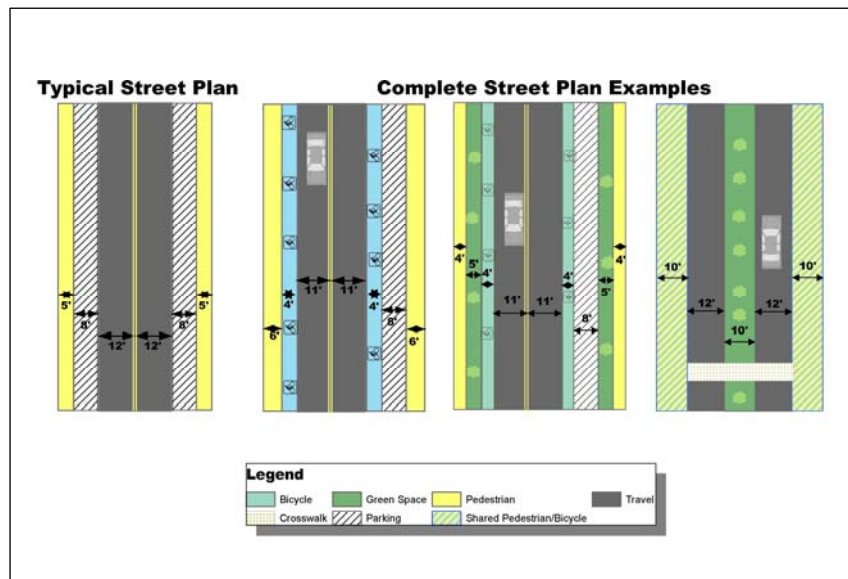 Typical Street Plan
Complete Street Plan Examples
5' 8' 12' 12' 8' 5'
6' 4' 11' 11' 4' 8' 6'
4' 5' 4' 11' 11' 4' 8' 5' 4'
10' 12' 10' 12' 10'
Legend
Bicycle Green Space Pedestrian Travel
Crosswalk Parking Shared Pedestrian/Bicycle